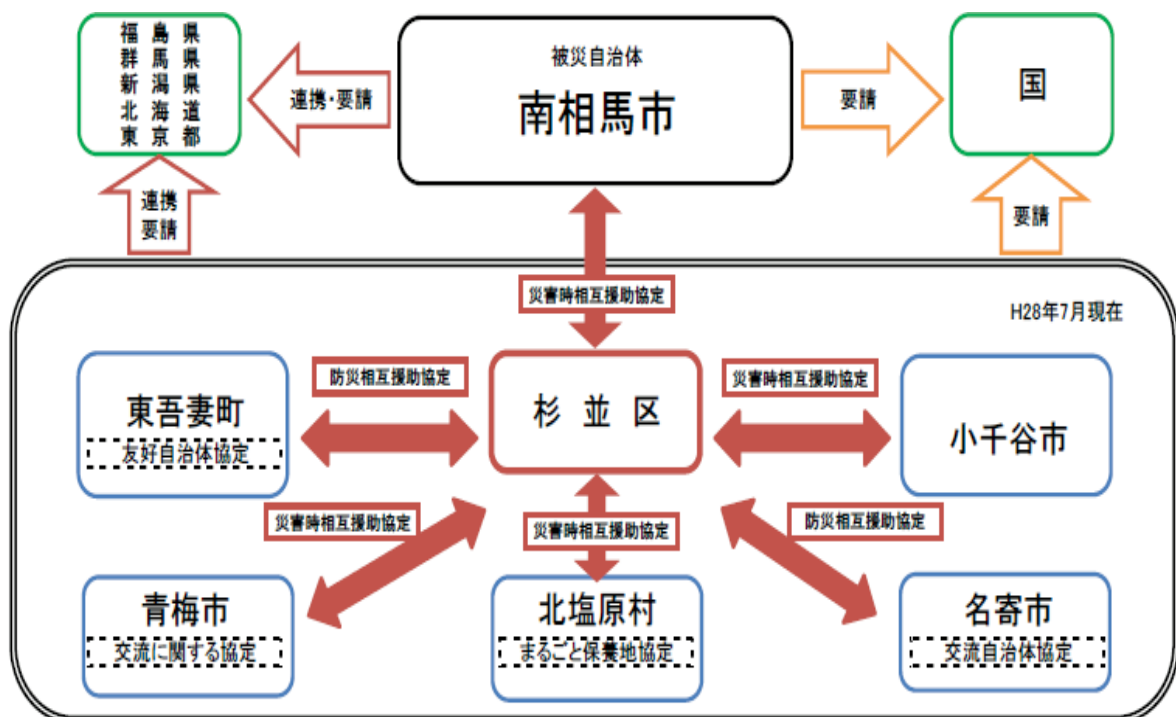 福島県
群馬県
新潟県
北海道
東京都
連携・要請
被災自治体
南相馬市
要請
国
連携
要請
要請
災害時相互援助協定
H28年7月現在
防災相互援助協定
杉並区
災害時相互援助協定
東吾妻町
友好自治体協定
小千谷市
災害時相互援助協定
災害時相互援助協定
防災相互援助協定
青梅市
交流に関する協定
北塩原村
まるごと保養地協定
名寄市
交流自治体協定